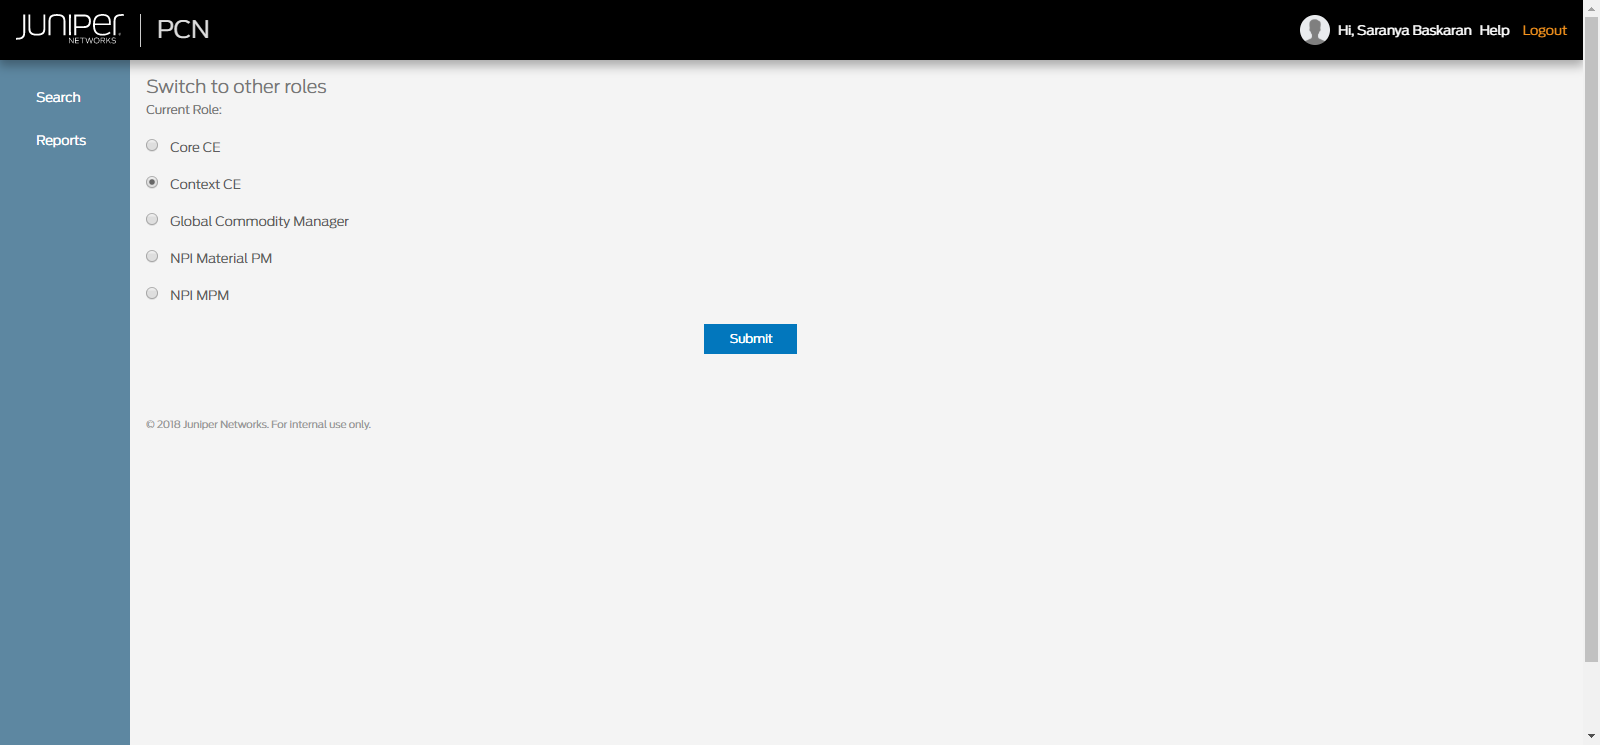 JUNIPEr
NETWORKS
PCN
Hi, Saranya Baskaran Help Logout
Search
Reports
Switch to other roles
Current Role:
Core CE
Context CE
Global Commodity Manager
NPI Material PM
NPI MPM
Submit
© 2018 Juniper Networks. For internal use only.